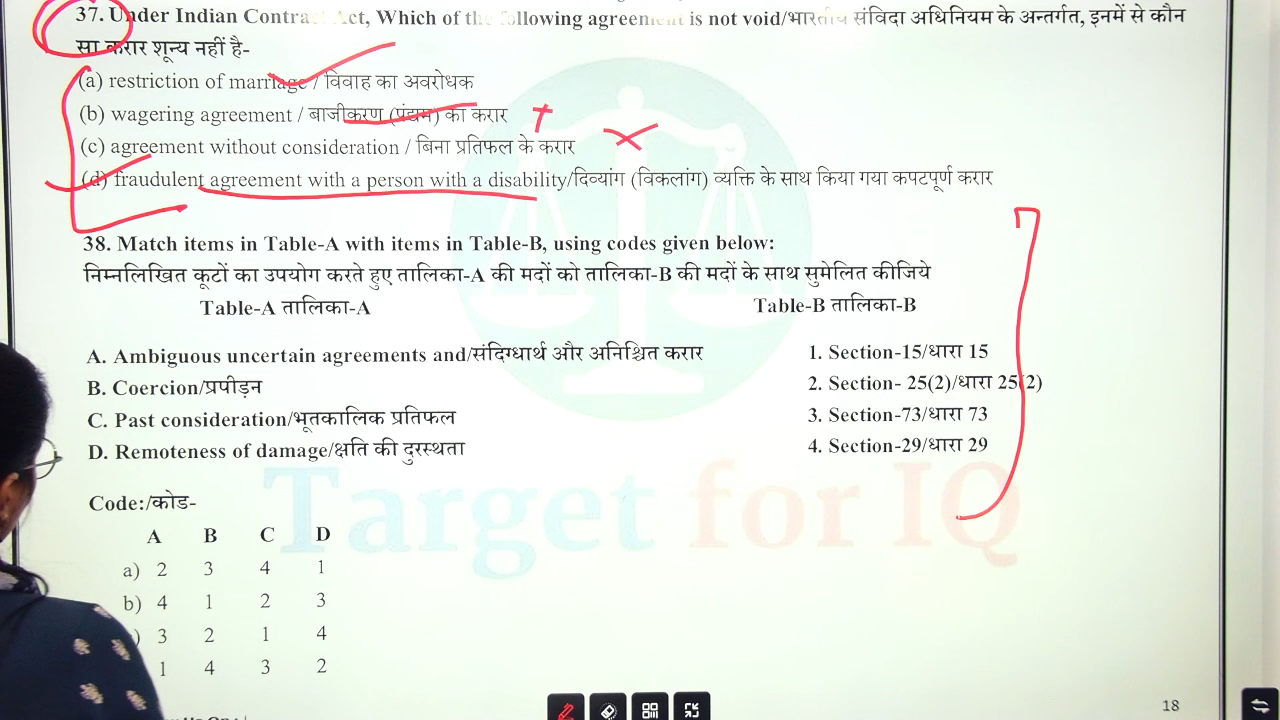 37. Under Indian Contract Act, Which of the following agreement is not void/भारतीय संविदा अधिनियम के अन्तर्गत, इनमें से कौन
सा करार शून्य नहीं है-
(a) restriction of marriage / विवाह का अवरोधक
(b) wagering agreement / बाजीकरण (पंद्यम) का करार
(c) agreement without consideration / बिना प्रतिफल के करार
(d) fraudulent agreement with a person with a disability/दिव्यांग (विकलांग) व्यक्ति के साथ किया गया कपटपूर्ण करार
38. Match items in Table-A with items in Table-B, using codes given below:
निम्नलिखित कूटों का उपयोग करते हुए तालिका-A की मदों को तालिका-B की मदों के साथ सुमेलित कीजिये
Table-A तालिका-A Table-B तालिका-B
A. Ambiguous uncertain agreements and/संदिग्धार्थ और अनिश्चित करार 1. Section-15/धारा 15
B. Coercion/प्रपीड़न 2. Section- 25(2)/धारा 25(2)
C. Past consideration/भूतकालिक प्रतिफल 3. Section-73/धारा 73
D. Remoteness of damage/क्षति की दुरस्थता 4. Section-29/धारा 29
Target for IQ
Code:/कोड-
A B C D
a) 2 3 4 1
b) 4 1 2 3
) 3 2 1 4
1 4 3 2
18